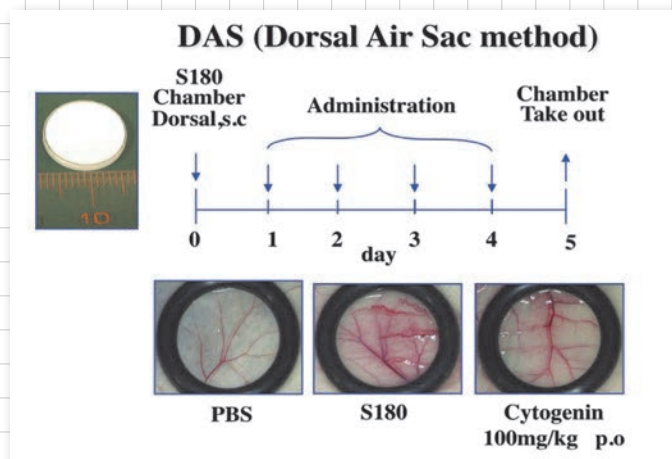 DAS (Dorsal Air Sac method)
S180
Chamber
Dorsal,s.c
Administration
Chamber
Take out
10
0
1
2
3
4
5
day
PBS
S180
Cytogenin
100mg/kg p.o